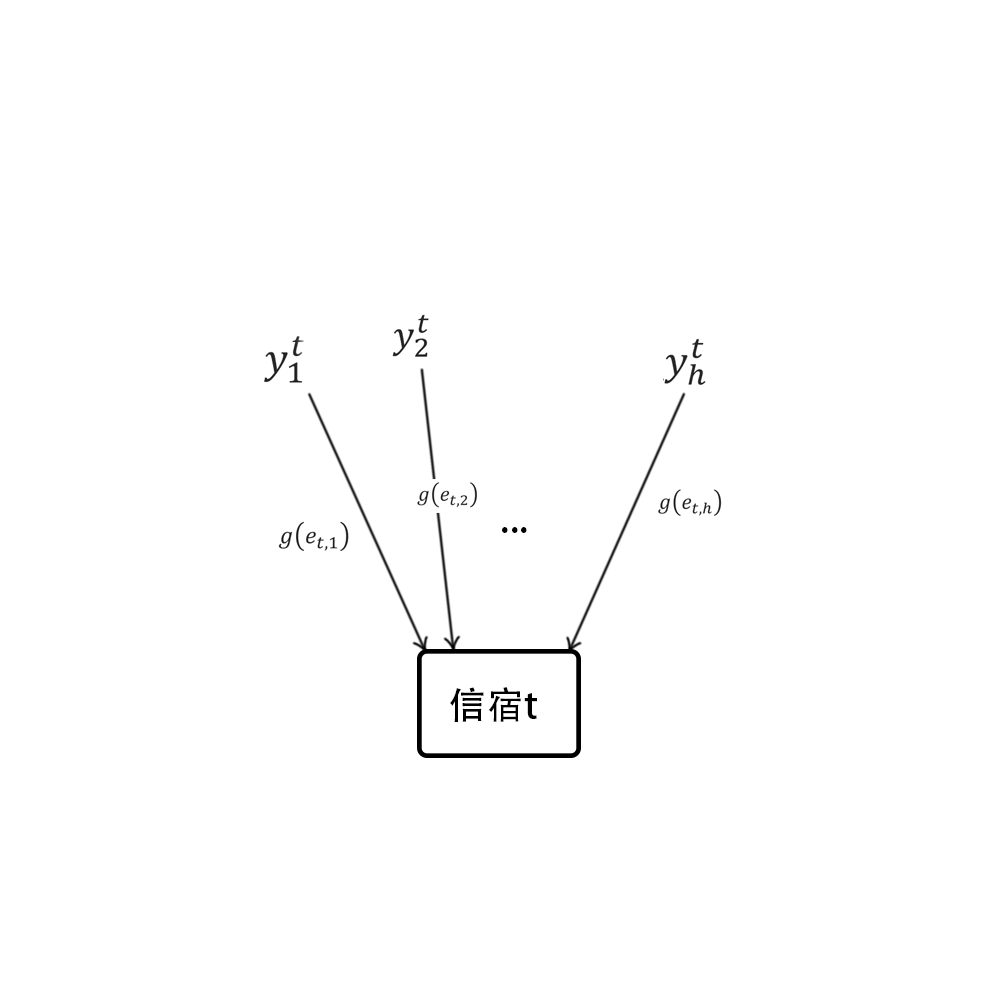 y_1^t
y_2^t
y_h^t
g(e_{t,2})
g(e_{t,h})
...
g(e_{t,1})
信宿t